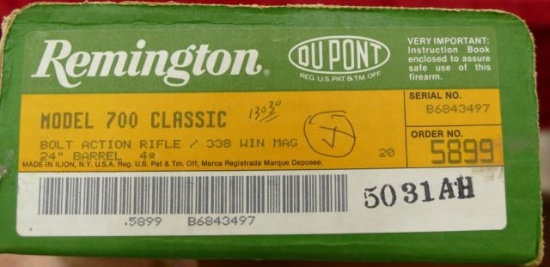 Remington®
DU PONT
REG. U.S. PAT & TM. OFF.
VERY IMPORTANT:
Instruction Book
enclosed to assure
safe use of this
firearm.
MODEL 700 CLASSIC
BOLT ACTION RIFLE / 338 WIN MAG
24" BARREL 4#
20
MADE IN ILION, N.Y. U.S.A. Reg. U.S. Pat & Tm. Off, Marca Registrada Marque Deposee.
SERIAL NO.
B6843497
ORDER NO.
5899
5031AH
.5899 B6843497